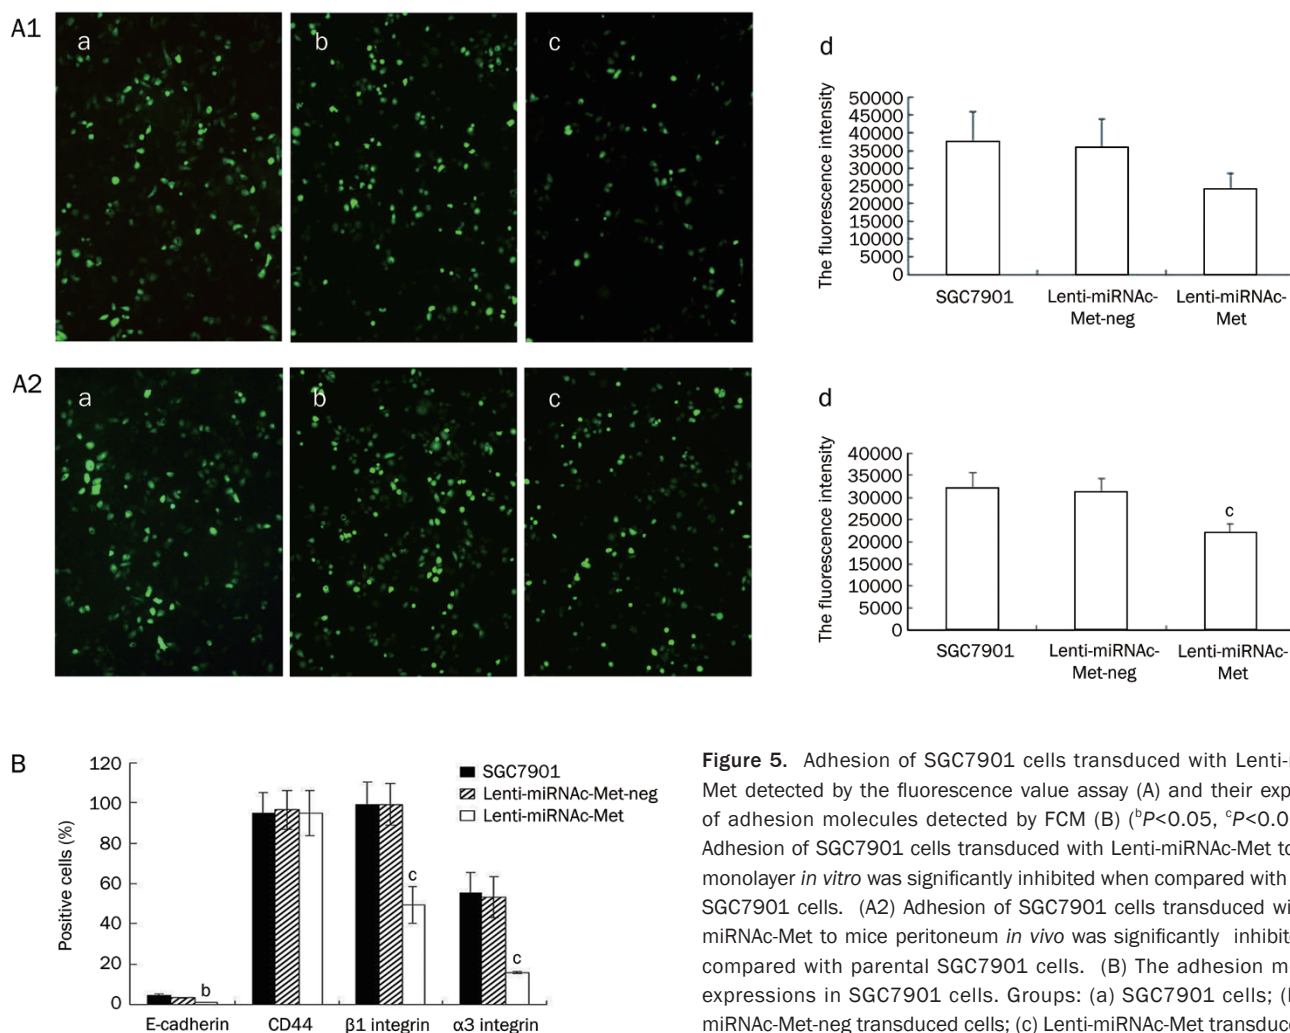 A1
a
b
c
d
The fluorescence intensity
50000
45000
40000
35000
30000
25000
20000
15000
10000
5000
0
SGC7901
Lenti-miRNAc-
Met-neg
Lenti-miRNAc-
Met
A2
a
b
c
d
The fluorescence intensity
40000
35000
30000
25000
20000
15000
10000
5000
0
c
SGC7901
Lenti-miRNAc-
Met-neg
Lenti-miRNAc-
Met
B
Positive cells (%)
120
100
80
60
40
20
0
b
c
c
SGC7901
Lenti-miRNAc-Met-neg
Lenti-miRNAc-Met
E-cadherin
CD44
β1 integrin
α3 integrin
Figure 5. Adhesion of SGC7901 cells transduced with Lenti-
Met detected by the fluorescence value assay (A) and their
of adhesion molecules detected by FCM (B) (ᵇP<0.05, ᶜP<0.0
Adhesion of SGC7901 cells transduced with Lenti-miRNAc-Met to
monolayer in vitro was significantly inhibited when compared with
SGC7901 cells. (A2) Adhesion of SGC7901 cells transduced
miRNAc-Met to mice peritoneum in vivo was significantly
compared with parental SGC7901 cells. (B) The adhesion
expressions in SGC7901 cells. Groups: (a) SGC7901 cells;
miRNAc-Met-neg transduced cells; (c) Lenti-miRNAc-Met